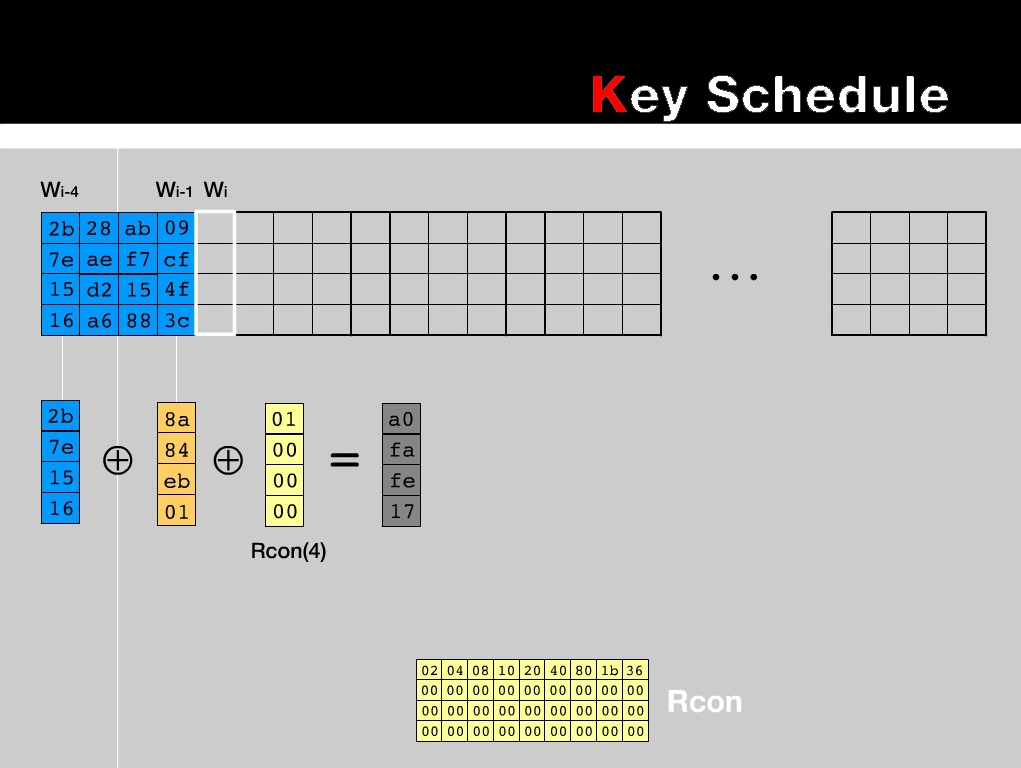 Key Schedule
Wi-4 Wi-1 Wi
2b 28 ab 09
7e ae f7 cf
15 d2 15 4f
16 a6 88 3c
...
2b 8a 01 a0
7e 84 00 fa
15 eb 00 fe
16 01 00 17
⊕ ⊕ =
Rcon(4)
02 04 08 10 20 40 80 1b 36
00 00 00 00 00 00 00 00 00
00 00 00 00 00 00 00 00 00
00 00 00 00 00 00 00 00 00
Rcon